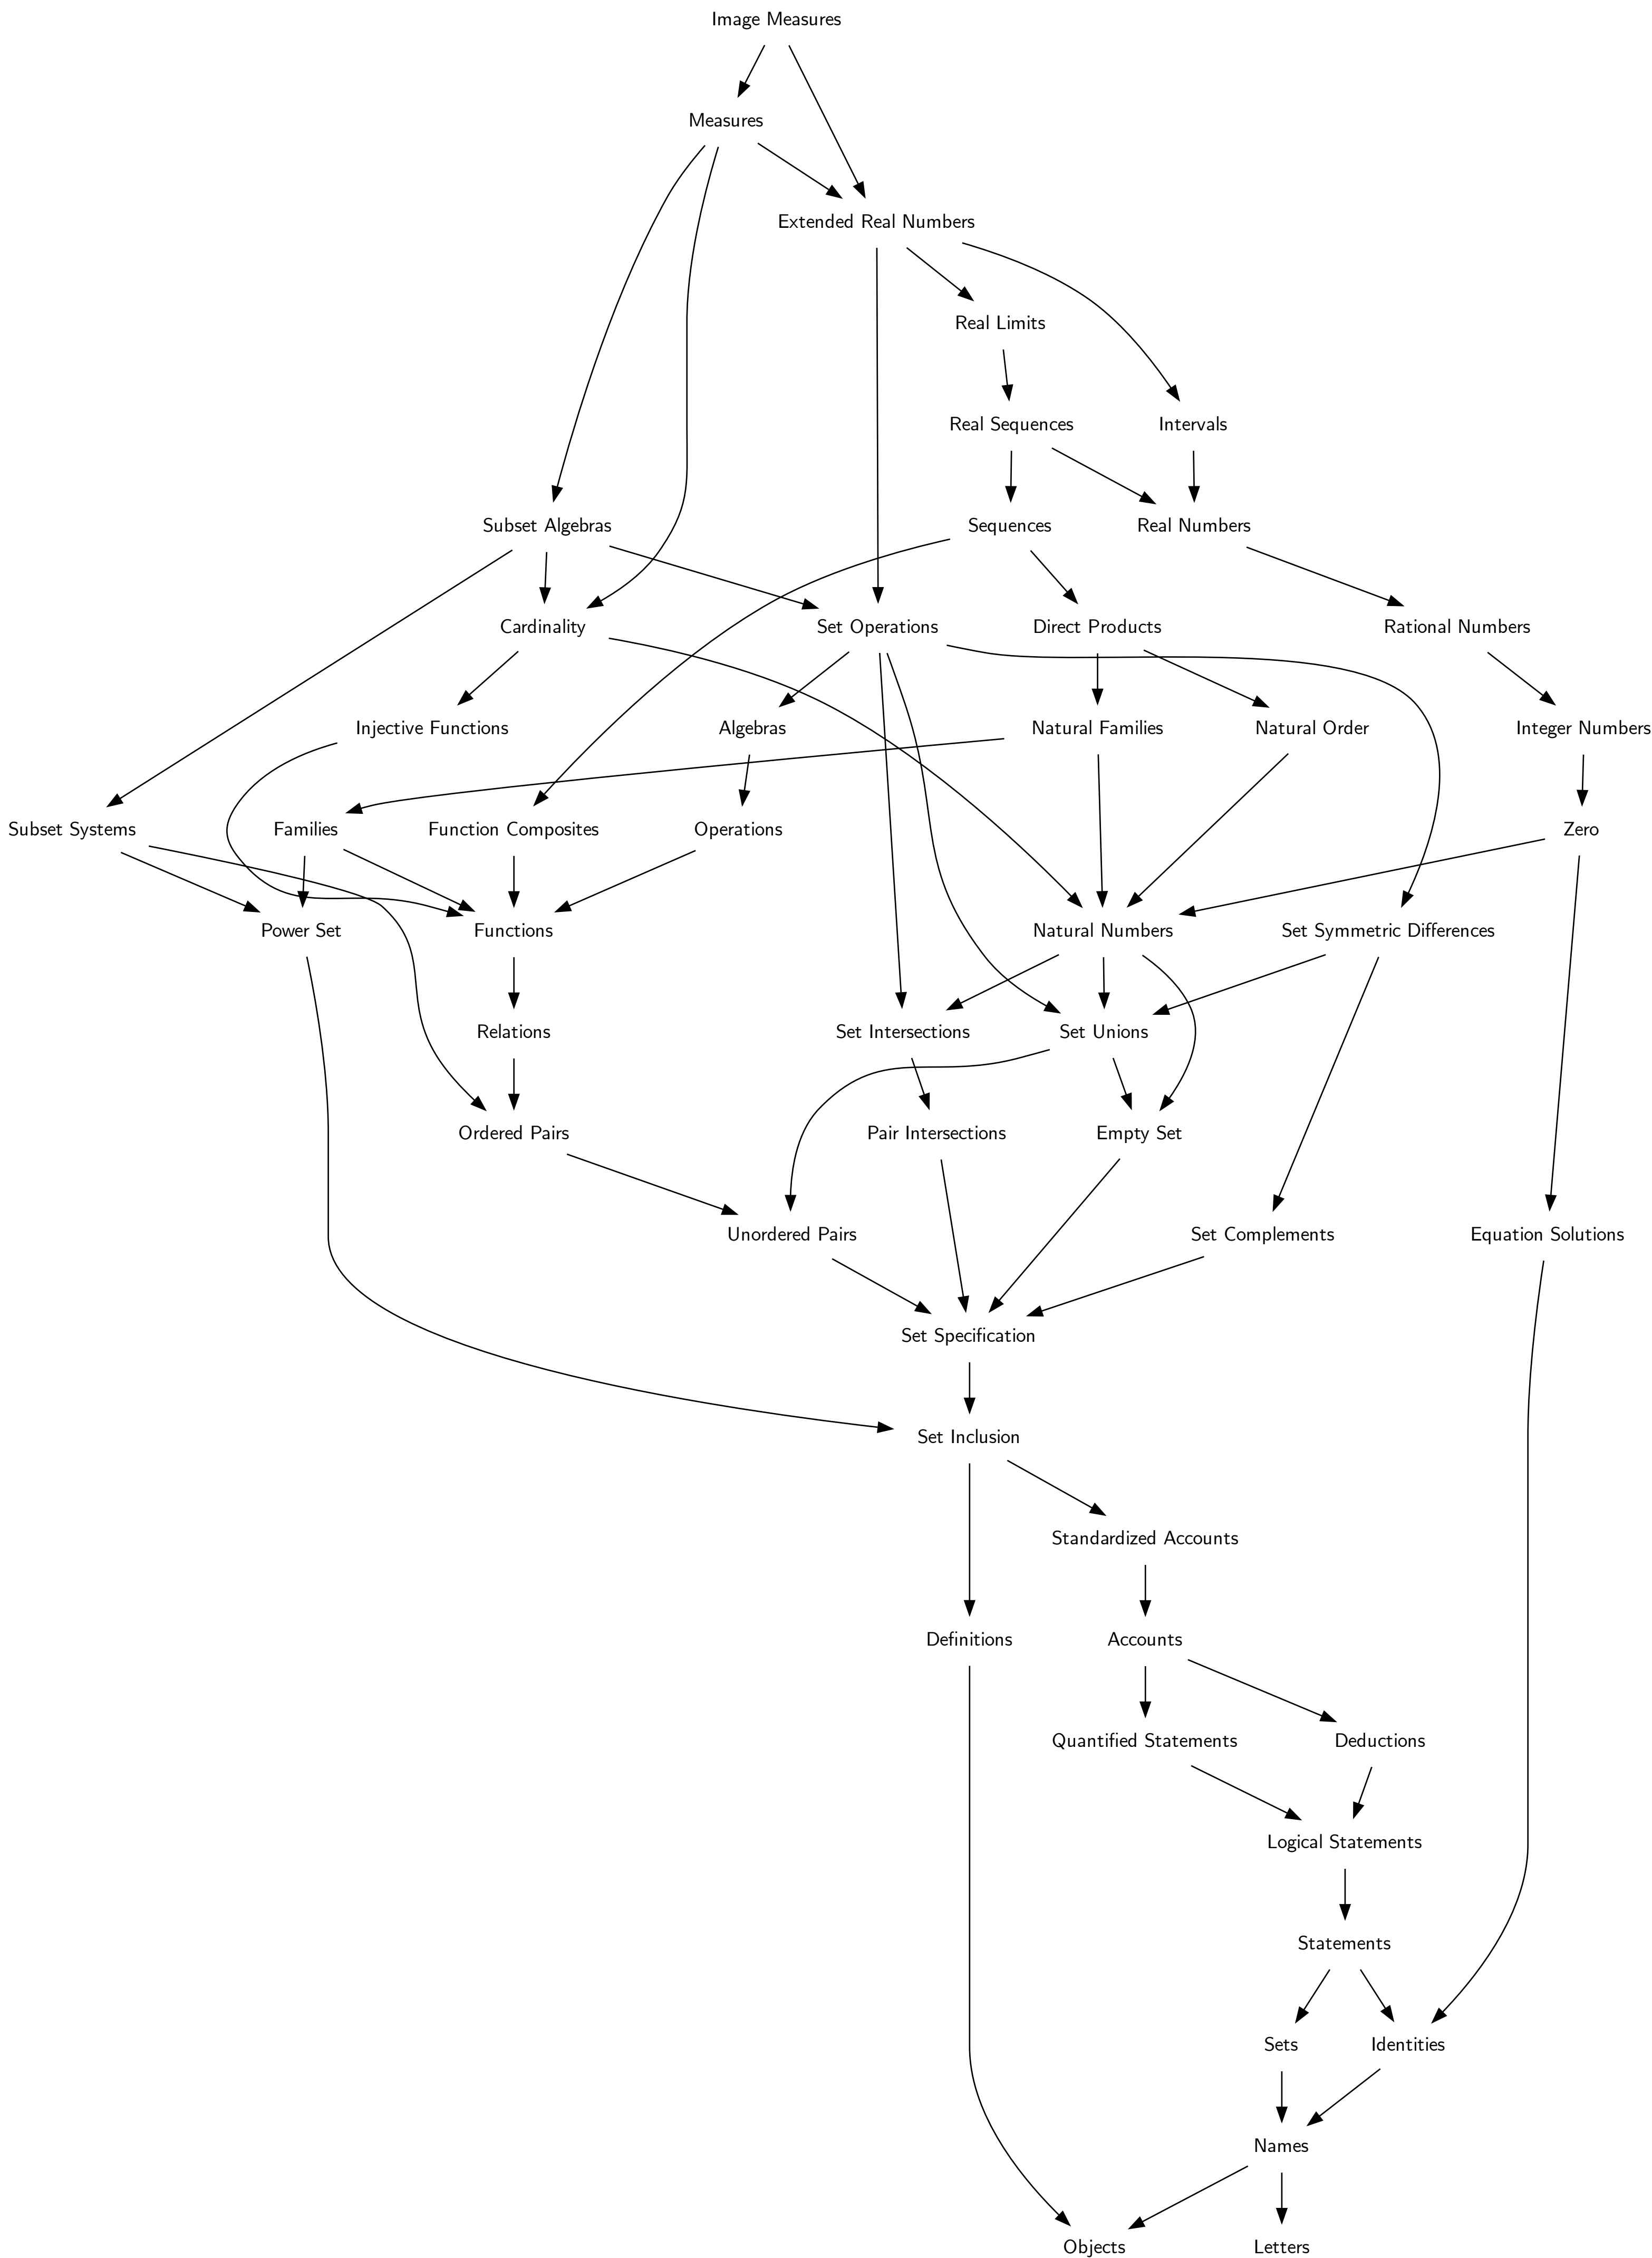 Image Measures
Measures
Extended Real Numbers
Real Limits
Real Sequences
Intervals
Subset Algebras
Sequences
Real Numbers
Cardinality
Set Operations
Direct Products
Rational Numbers
Injective Functions
Algebras
Natural Families
Natural Order
Integer Numbers
Subset Systems
Families
Function Composites
Operations
Zero
Power Set
Functions
Natural Numbers
Set Symmetric Differences
Relations
Set Intersections
Set Unions
Ordered Pairs
Pair Intersections
Empty Set
Unordered Pairs
Set Complements
Equation Solutions
Set Specification
Set Inclusion
Standardized Accounts
Definitions
Accounts
Quantified Statements
Deductions
Logical Statements
Statements
Sets
Identities
Names
Objects
Letters